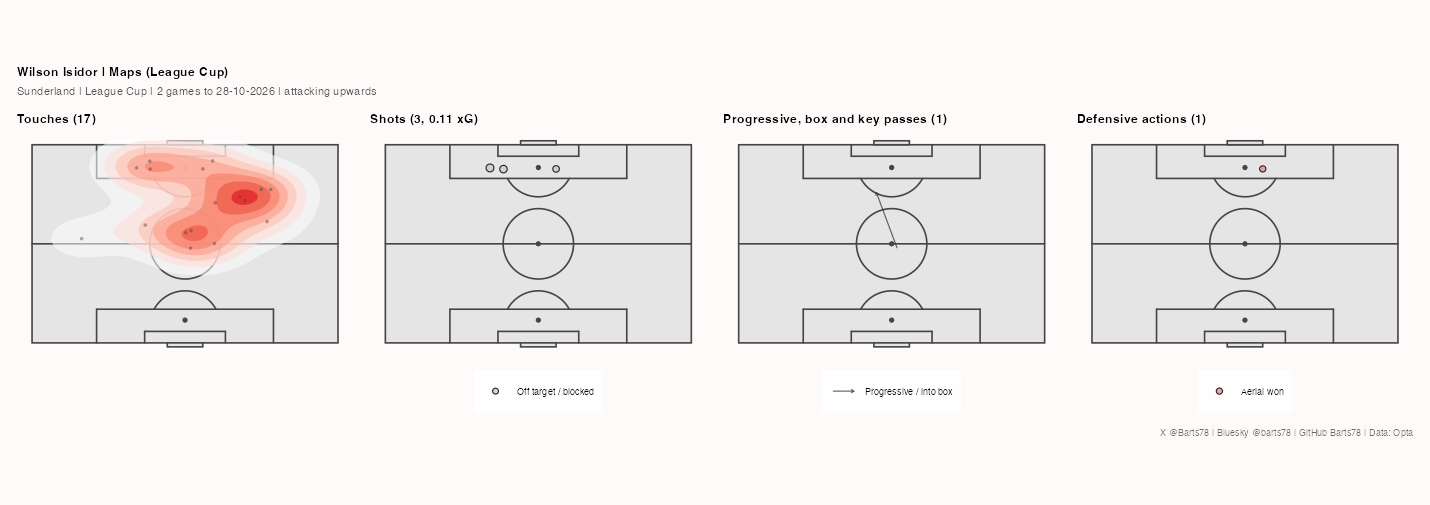 Wilson Isidor | Maps (League Cup)
Sunderland | League Cup | 2 games to 28-10-2026 | attacking upwards
Touches (17)
Shots (3, 0.11 xG)
Progressive, box and key passes (1)
Defensive actions (1)
Off target / blocked
Progressive / into box
Aerial won
X @Barts78 | Bluesky @barts78 | GitHub Barts78 | Data: Opta